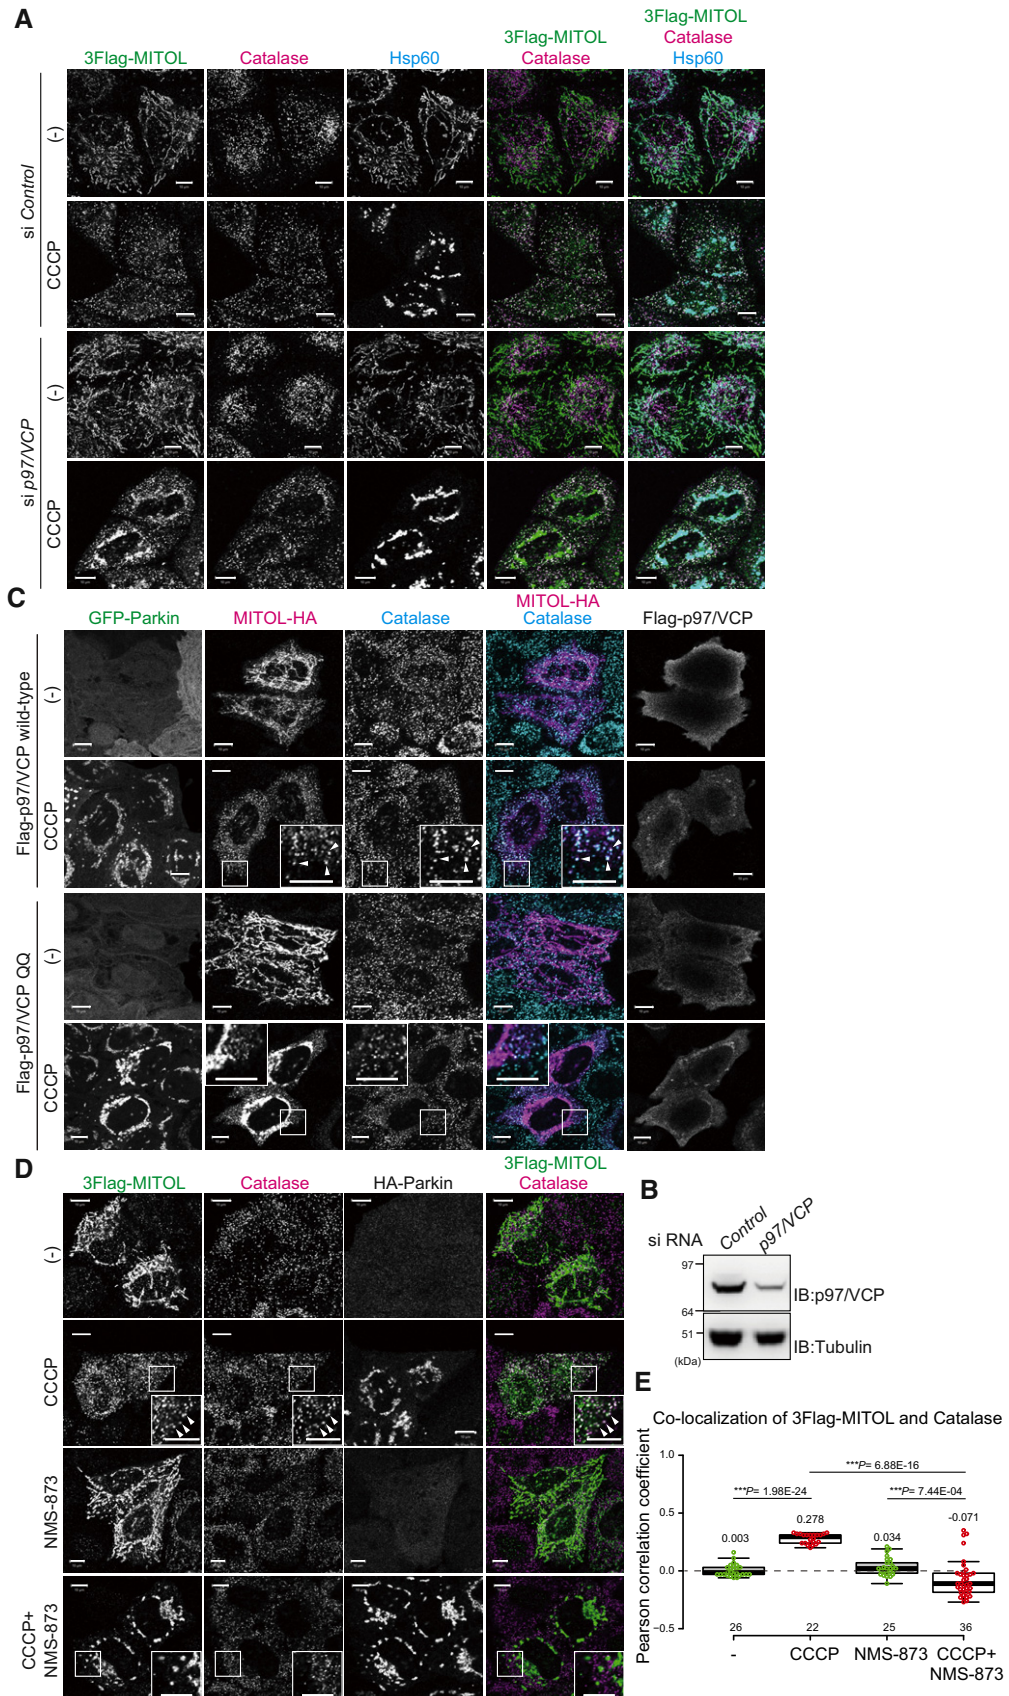 A
3Flag-MITOL
Catalase
Hsp60
3Flag-MITOL
Catalase
3Flag-MITOL
Catalase
Hsp60
si Control
(-)
CCCP
si p97/VCP
(-)
CCCP
C
GFP-Parkin
MITOL-HA
Catalase
MITOL-HA
Catalase
Flag-p97/VCP
Flag-p97/VCP wild-type
(-)
CCCP
Flag-p97/VCP QQ
(-)
CCCP
D
3Flag-MITOL
Catalase
HA-Parkin
3Flag-MITOL
Catalase
(-)
CCCP
NMS-873
CCCP+
NMS-873
B
si RNA
Control
p97/VCP
97
64
51
(kDa)
IB:p97/VCP
IB:Tubulin
E
Co-localization of 3Flag-MITOL and Catalase
Pearson correlation coefficient
1.0
0.5
0.0
−0.5
***P= 6.88E-16
***P= 1.98E-24
***P= 7.44E-04
0.003
0.278
0.034
-0.071
26
22
25
36
-
CCCP
NMS-873
CCCP+
NMS-873